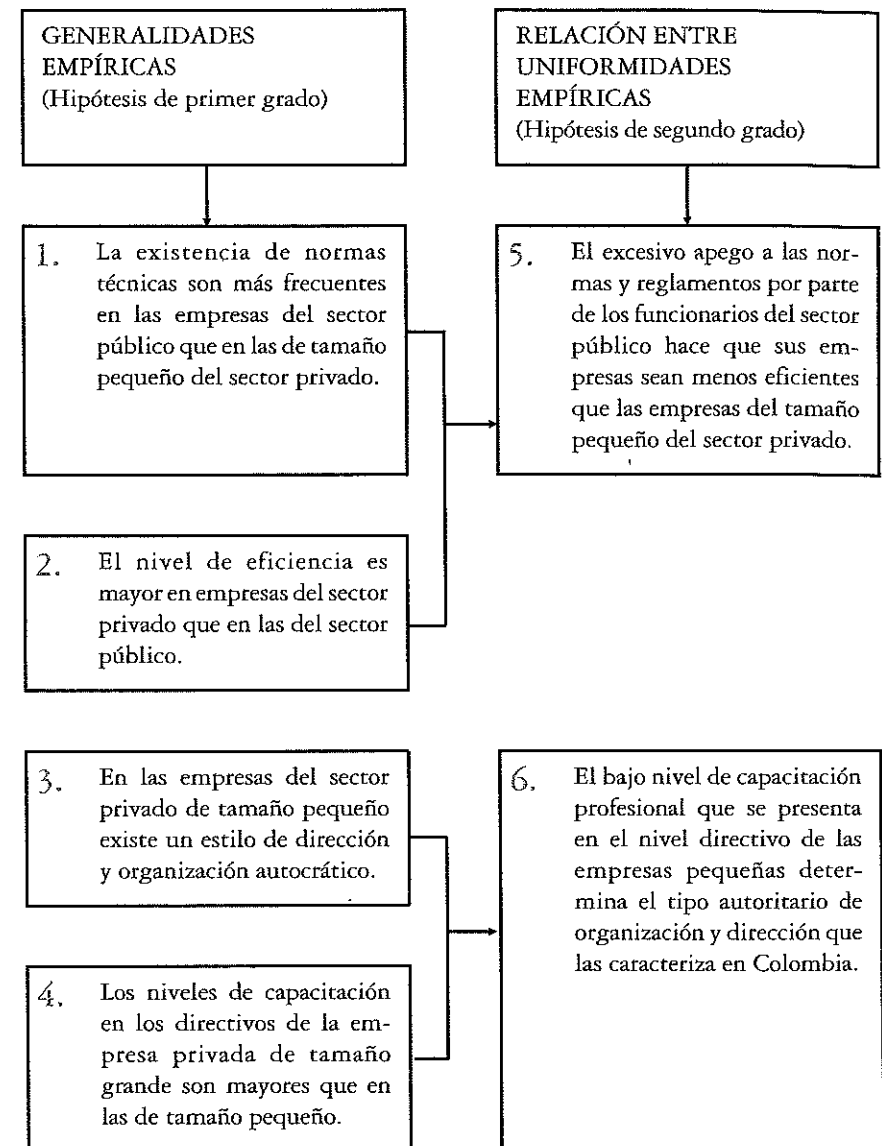 GENERALIDADES
EMPÍRICAS
(Hipótesis de primer grado)
RELACIÓN ENTRE
UNIFORMIDADES
EMPÍRICAS
(Hipótesis de segundo grado)
1. La existencia de normas
técnicas son más frecuentes
en las empresas del sector
público que en las de tamaño
pequeño del sector privado.
2. El nivel de eficiencia es
mayor en empresas del sector
privado que en las del sector
público.
3. En las empresas del sector
privado de tamaño pequeño
existe un estilo de dirección
y organización autocrático.
4. Los niveles de capacitación
en los directivos de la em-
presa privada de tamaño
grande son mayores que en
las de tamaño pequeño.
5. El excesivo apego a las nor-
mas y reglamentos por parte
de los funcionarios del sector
público hace que sus em-
presas sean menos eficientes
que las empresas del tamaño
pequeño del sector privado.
6. El bajo nivel de capacitación
profesional que se presenta
en el nivel directivo de las
empresas pequeñas deter-
mina el tipo autoritario de
organización y dirección que
las caracteriza en Colombia.